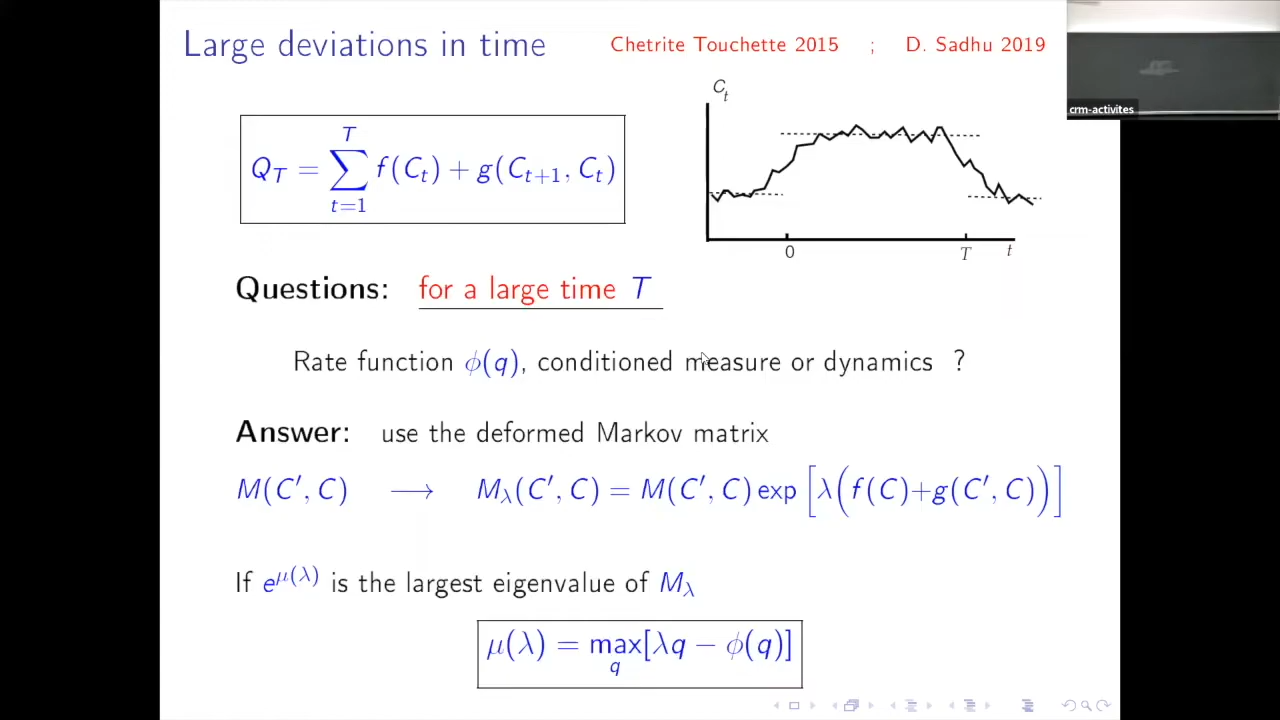 Large deviations in time
Chetrite Touchette 2015 ; D. Sadhu 2019
crm-activites
Q_T = \sum_{t=1}^{T} f(C_t) + g(C_{t+1}, C_t)
C_t
0 T t
Questions: for a large time T
Rate function ϕ(q), conditioned measure or dynamics ?
Answer: use the deformed Markov matrix
M(C′, C) ⟶ M_λ(C′, C) = M(C′, C) exp [λ(f(C)+g(C′, C))]
If e^{μ(λ)} is the largest eigenvalue of M_λ
μ(λ) = max_q[λq − ϕ(q)]